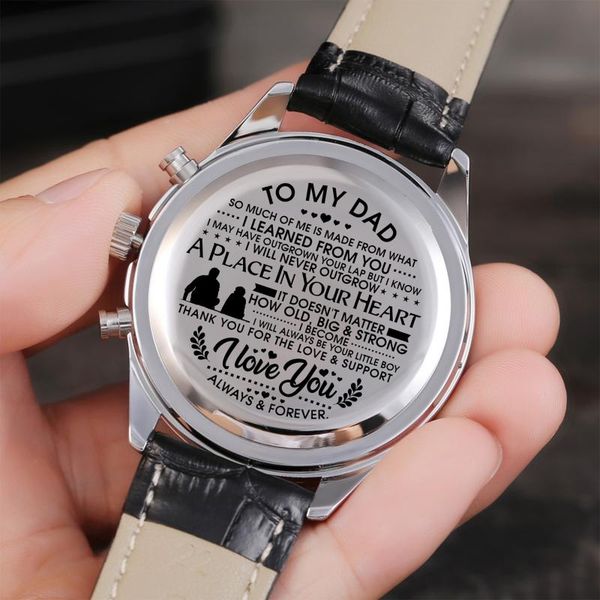 TO MY DAD
SO MUCH OF ME IS MADE FROM WHAT
I LEARNED FROM YOU
I MAY HAVE OUTGROWN YOUR LAP BUT I KNOW
I WILL NEVER OUTGROW
A PLACE IN YOUR HEART
IT DOESN'T MATTER
HOW OLD, BIG & STRONG
I BECOME
I WILL ALWAYS BE YOUR LITTLE BOY
THANK YOU FOR THE LOVE & SUPPORT
I love You
ALWAYS & FOREVER.